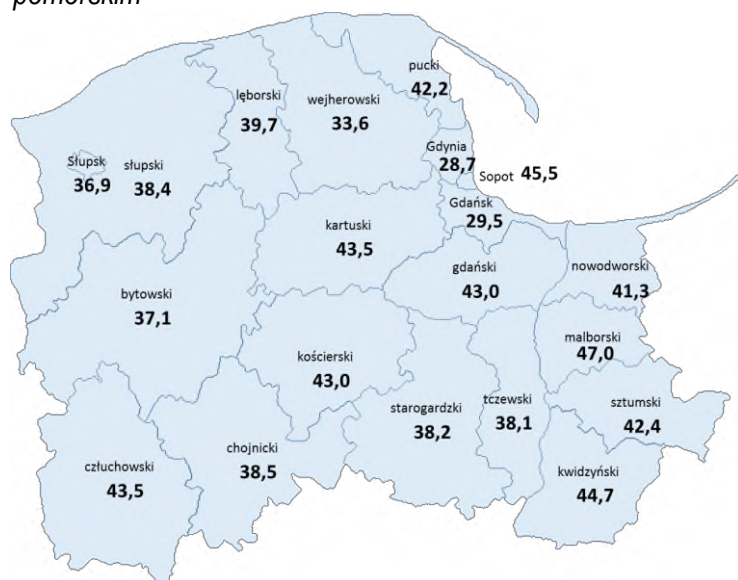 pomorskim
pucki
42,2
lęborski
39,7
wejherowski
33,6
Gdynia
28,7
Sopot 45,5
Słupsk
36,9
słupski
38,4
Gdańsk
29,5
kartuski
43,5
gdański
43,0
nowodworski
41,3
bytowski
37,1
malborski
47,0
kościerski
43,0
starogardzki
38,2
tczewski
38,1
sztumski
42,4
człuchowski
43,5
chojnicki
38,5
kwidzyński
44,7